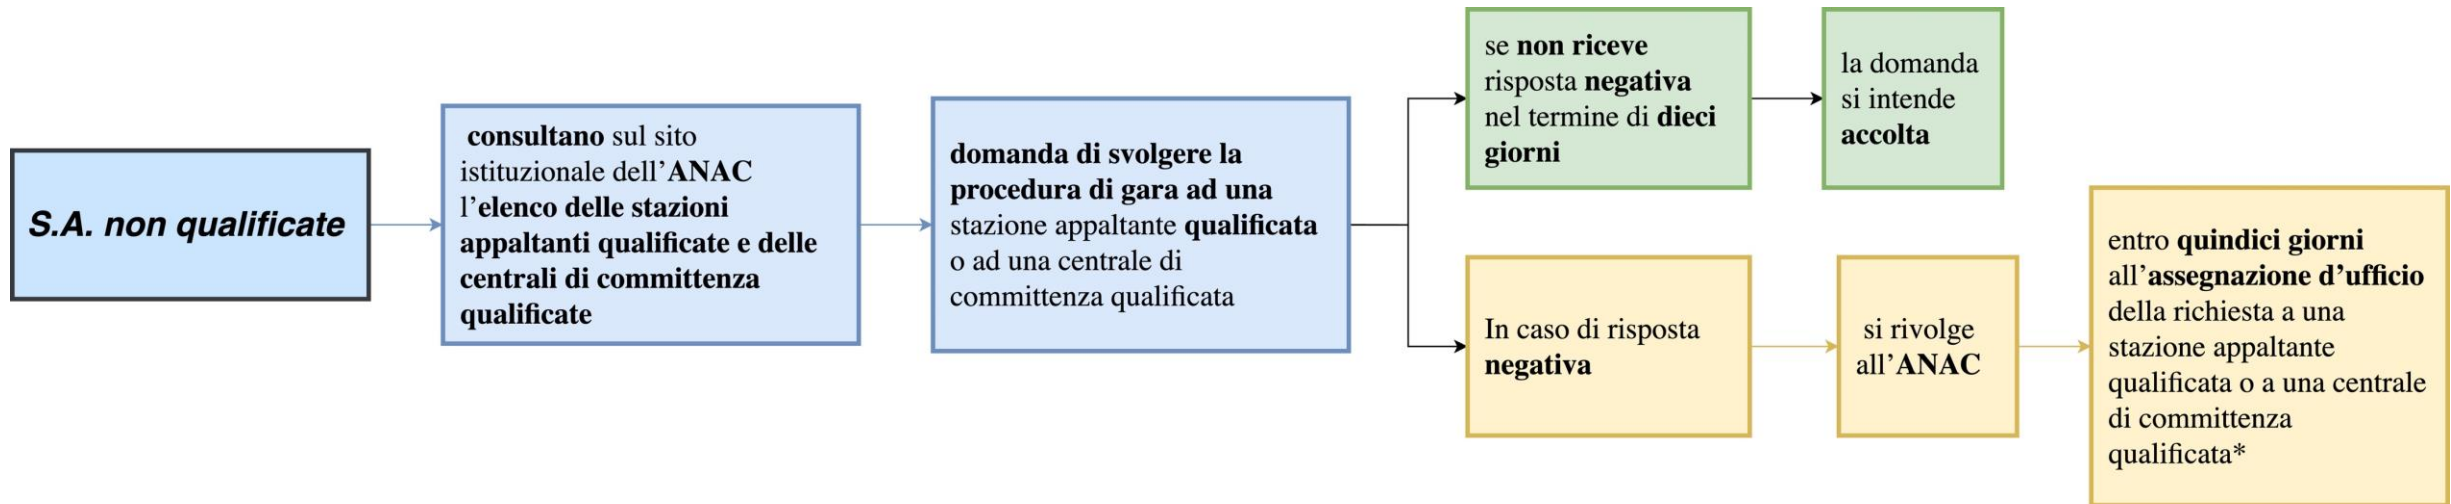 S.A. non qualificate
consultano sul sito
istituzionale dell’ANAC
l’elenco delle stazioni
appaltanti qualificate e delle
centrali di committenza
qualificate
domanda di svolgere la
procedura di gara ad una
stazione appaltante qualificata
o ad una centrale di
committenza qualificata
se non riceve
risposta negativa
nel termine di dieci
giorni
la domanda
si intende
accolta
In caso di risposta
negativa
si rivolge
all’ANAC
entro quindici giorni
all’assegnazione d’ufficio
della richiesta a una
stazione appaltante
qualificata o a una centrale
di committenza
qualificata*